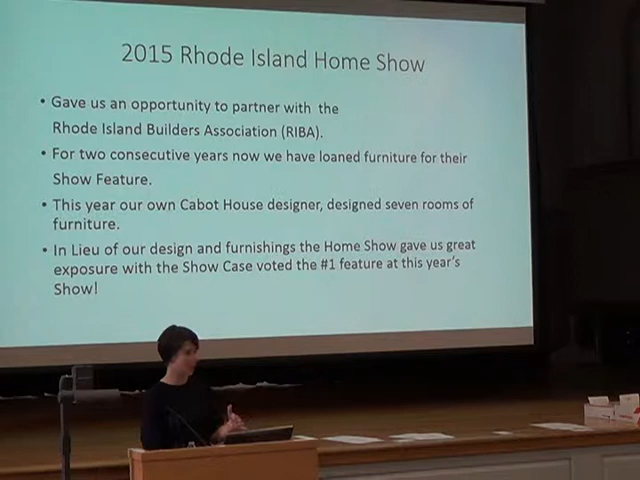 2015 Rhode Island Home Show
• Gave us an opportunity to partner with the
Rhode Island Builders Association (RIBA).
• For two consecutive years now we have loaned furniture for their
Show Feature.
• This year our own Cabot House designer, designed seven rooms of
furniture.
• In Lieu of our design and furnishings the Home Show gave us great
exposure with the Show Case voted the #1 feature at this year's
Show!